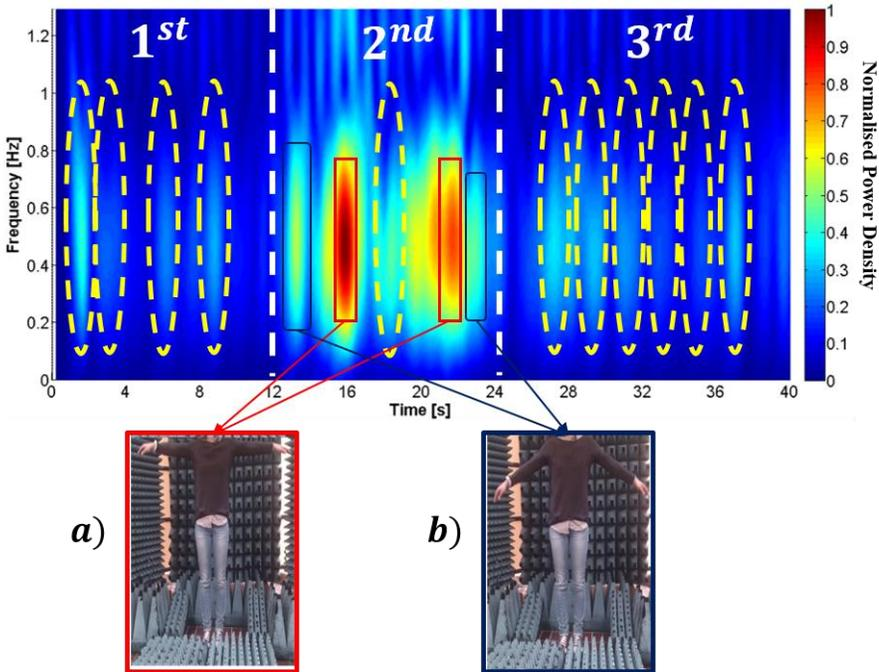 1st
2nd
3rd
Frequency [Hz]
1.2
1
0.8
0.6
0.4
0.2
0
0 4 8 12 16 20 24 28 32 36 40
Time [s]
1
0.9
0.8
0.7
0.6
0.5
0.4
0.3
0.2
0.1
0
Normalised Power Density
a)
b)